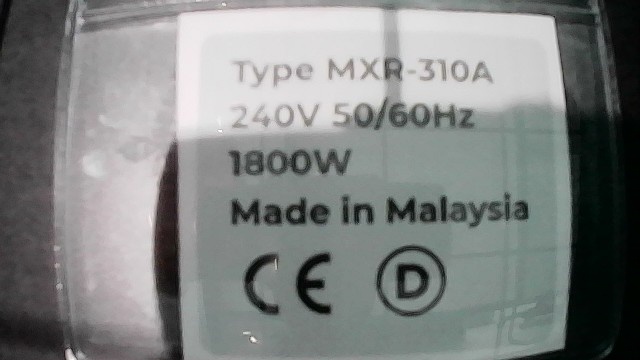 Type MXR-310A
240V 50/60Hz
1800W
Made in Malaysia
CE D